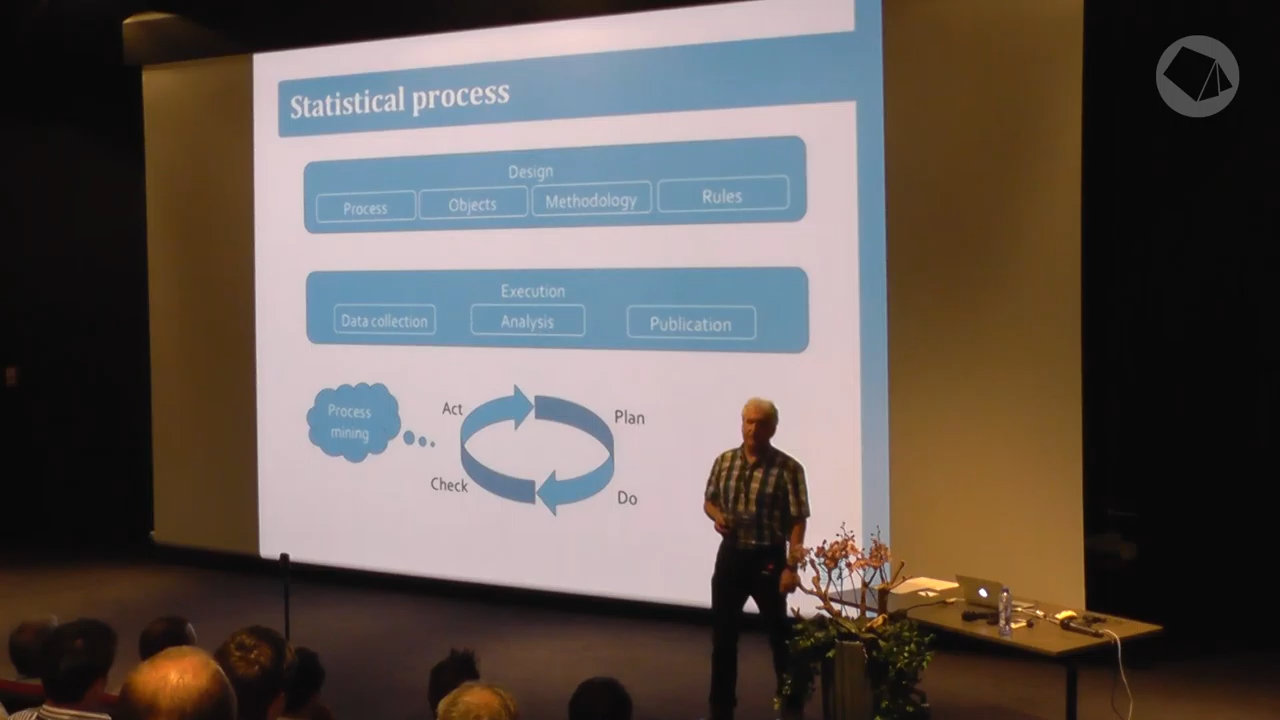 Statistical process
Design
Process Objects Methodology Rules
Execution
Data collection Analysis Publication
Process
mining
Act
Plan
Check
Do